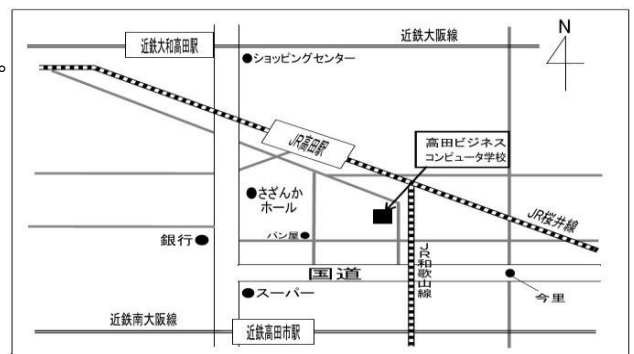 近鉄大和高田駅
近鉄大阪線
N
。
●ショッピングセンター
JR高田駅
高田ビジネス
コンピュータ学校
●さざんか
ホール
JR桜井線
パン屋●
銀行●
JR和歌山線
国道
●スーパー
今里
近鉄南大阪線
近鉄高田市駅